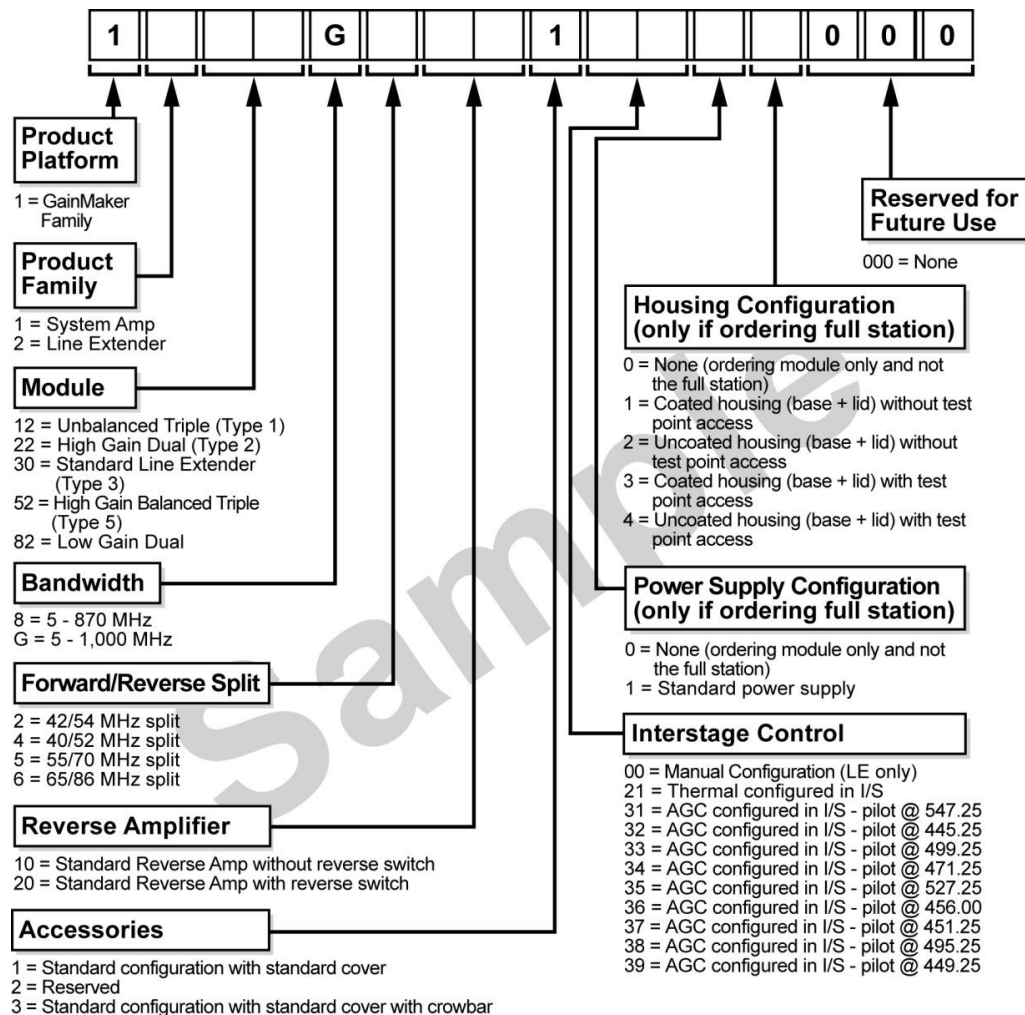 1 G 1 0 0 0
Product
Platform
1 = GainMaker
Family
Product
Family
1 = System Amp
2 = Line Extender
Module
12 = Unbalanced Triple (Type 1)
22 = High Gain Dual (Type 2)
30 = Standard Line Extender
(Type 3)
52 = High Gain Balanced Triple
(Type 5)
82 = Low Gain Dual
Bandwidth
8 = 5 - 870 MHz
G = 5 - 1,000 MHz
Forward/Reverse Split
2 = 42/54 MHz split
4 = 40/52 MHz split
5 = 55/70 MHz split
6 = 65/86 MHz split
Reverse Amplifier
10 = Standard Reverse Amp without reverse switch
20 = Standard Reverse Amp with reverse switch
Accessories
1 = Standard configuration with standard cover
2 = Reserved
3 = Standard configuration with standard cover with crowbar
Reserved for
Future Use
000 = None
Housing Configuration
(only if ordering full station)
0 = None (ordering module only and not
the full station)
1 = Coated housing (base + lid) without test
point access
2 = Uncoated housing (base + lid) without
test point access
3 = Coated housing (base + lid) with test
point access
4 = Uncoated housing (base + lid) with test
point access
Power Supply Configuration
(only if ordering full station)
0 = None (ordering module only and not
the full station)
1 = Standard power supply
Interstage Control
00 = Manual Configuration (LE only)
21 = Thermal configured in I/S
31 = AGC configured in I/S - pilot @ 547.25
32 = AGC configured in I/S - pilot @ 445.25
33 = AGC configured in I/S - pilot @ 499.25
34 = AGC configured in I/S - pilot @ 471.25
35 = AGC configured in I/S - pilot @ 527.25
36 = AGC configured in I/S - pilot @ 456.00
37 = AGC configured in I/S - pilot @ 451.25
38 = AGC configured in I/S - pilot @ 495.25
39 = AGC configured in I/S - pilot @ 449.25
Sample